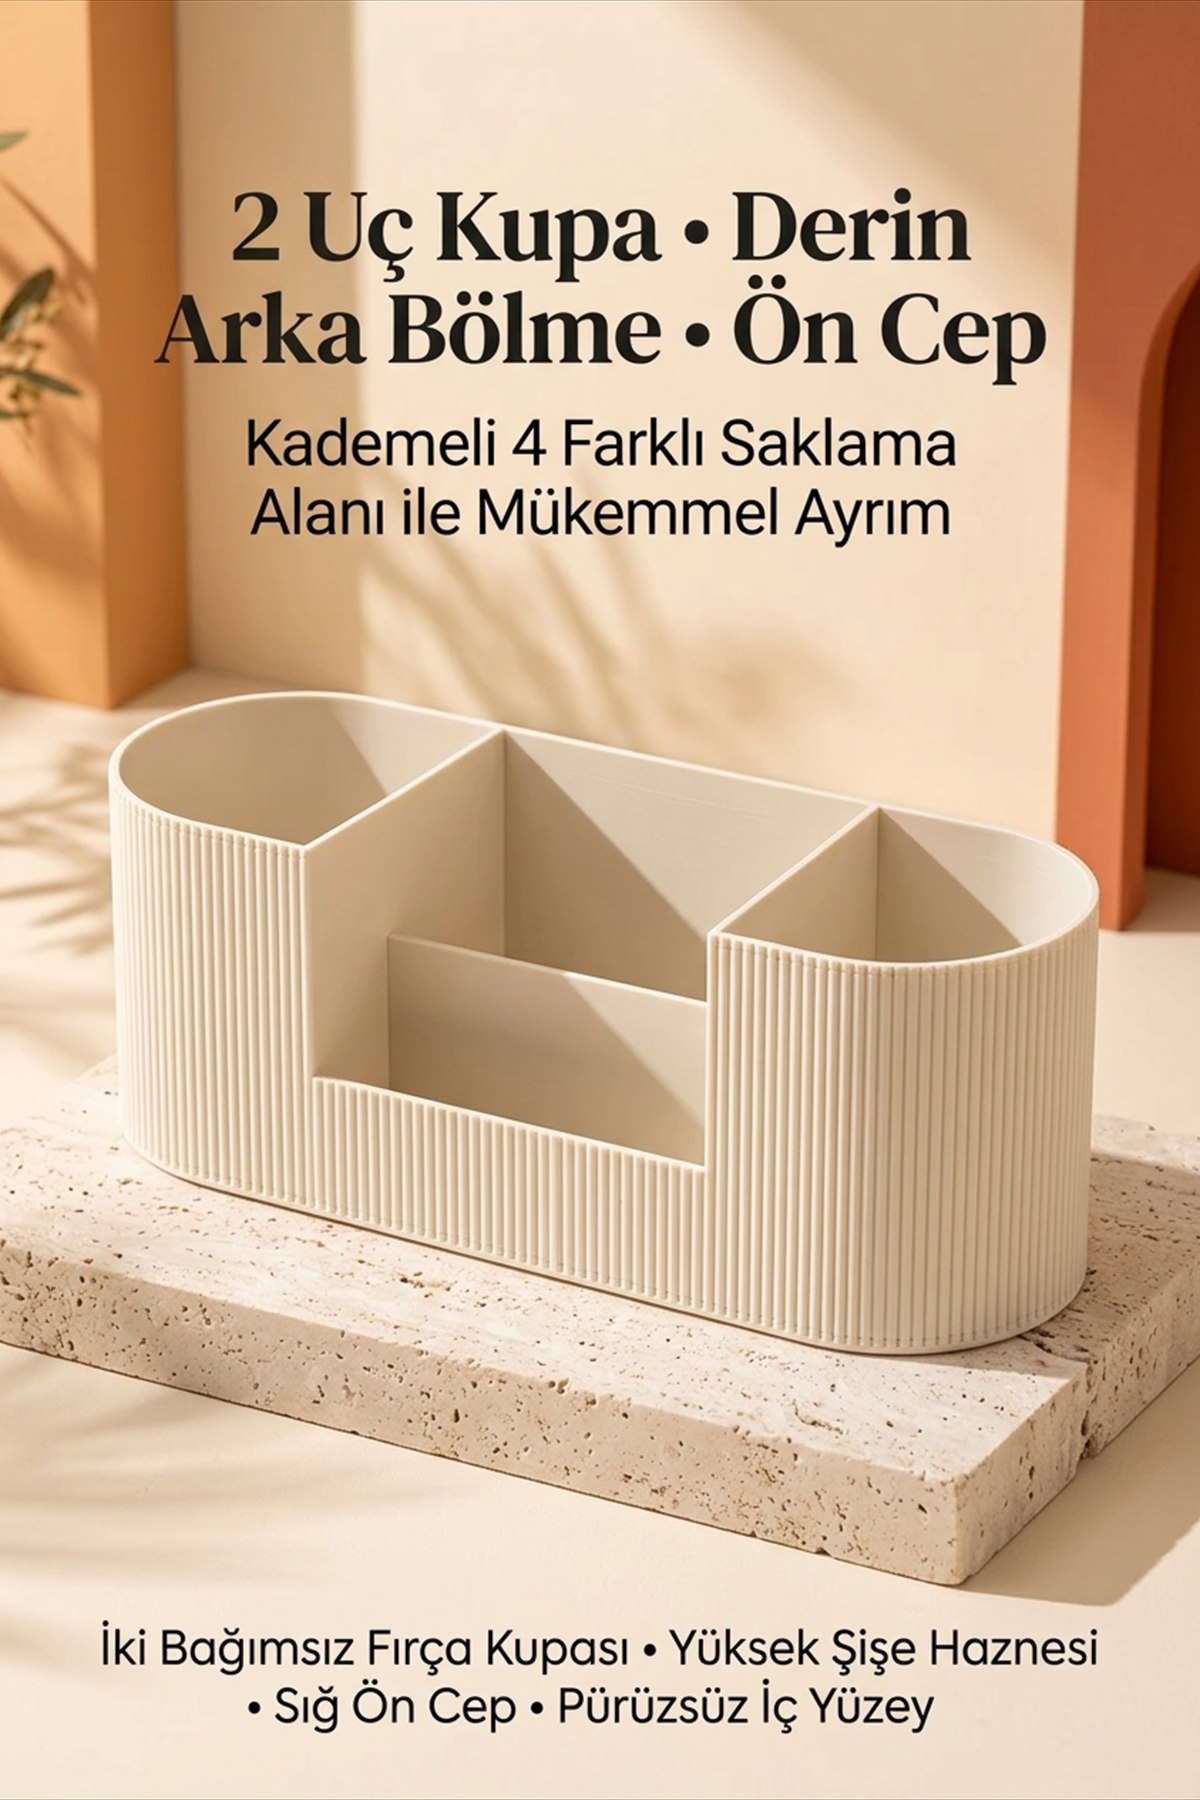 2 Uç Kupa • Derin
Arka Bölme • Ön Cep
Kademeli 4 Farklı Saklama
Alanı ile Mükemmel Ayrım
İki Bağımsız Fırça Kupası • Yüksek Şişe Haznesi
• Sığ Ön Cep • Pürüzsüz İç Yüzey